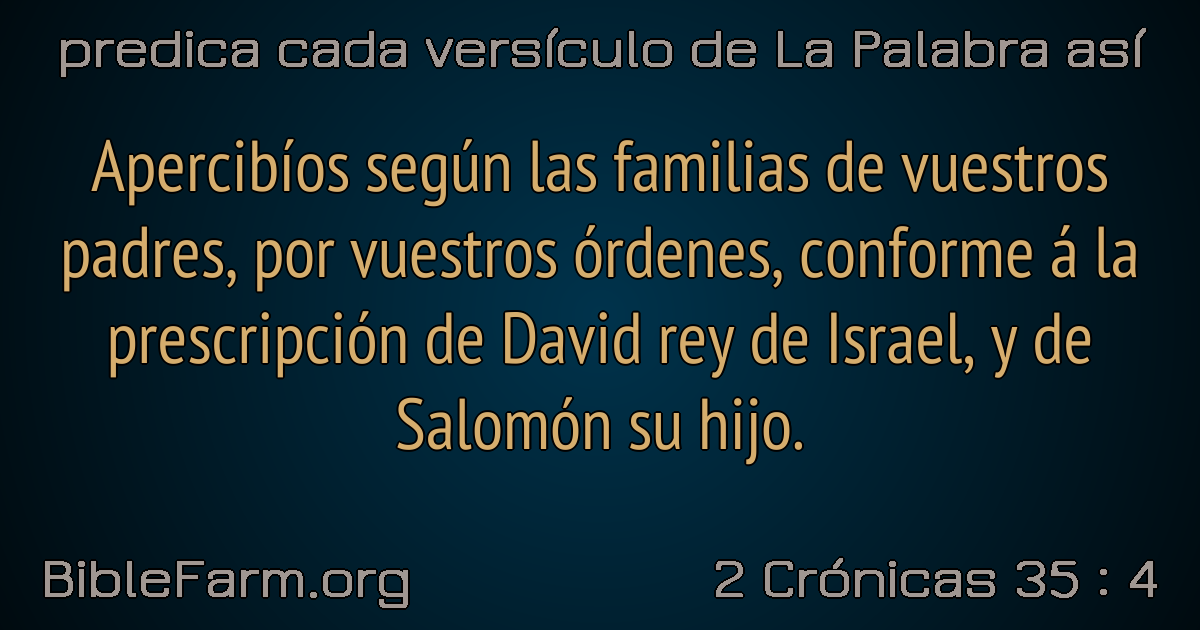 predica cada versículo de La Palabra así
Apercibíos según las familias de vuestros
padres, por vuestros órdenes, conforme á la
prescripción de David rey de Israel, y de
Salomón su hijo.
BibleFarm.org
2 Crónicas 35 : 4